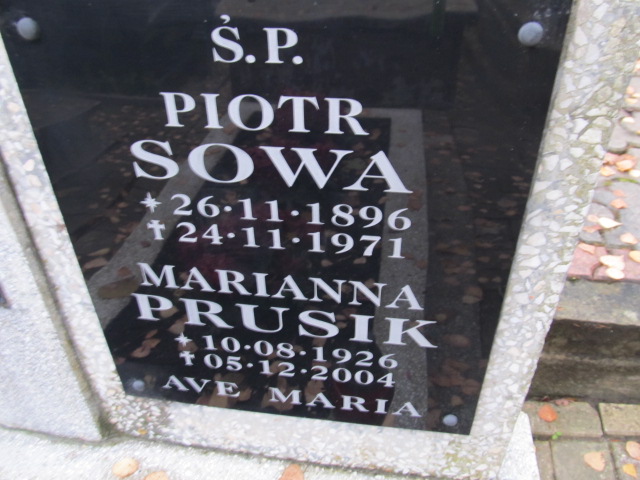 Ś.P.
PIOTR
SOWA
* 26·11·1896
✝ 24·11·1971
MARIANNA
PRUSIK
* 10·08·1926
✝ 05·12·2004
AVE MARIA